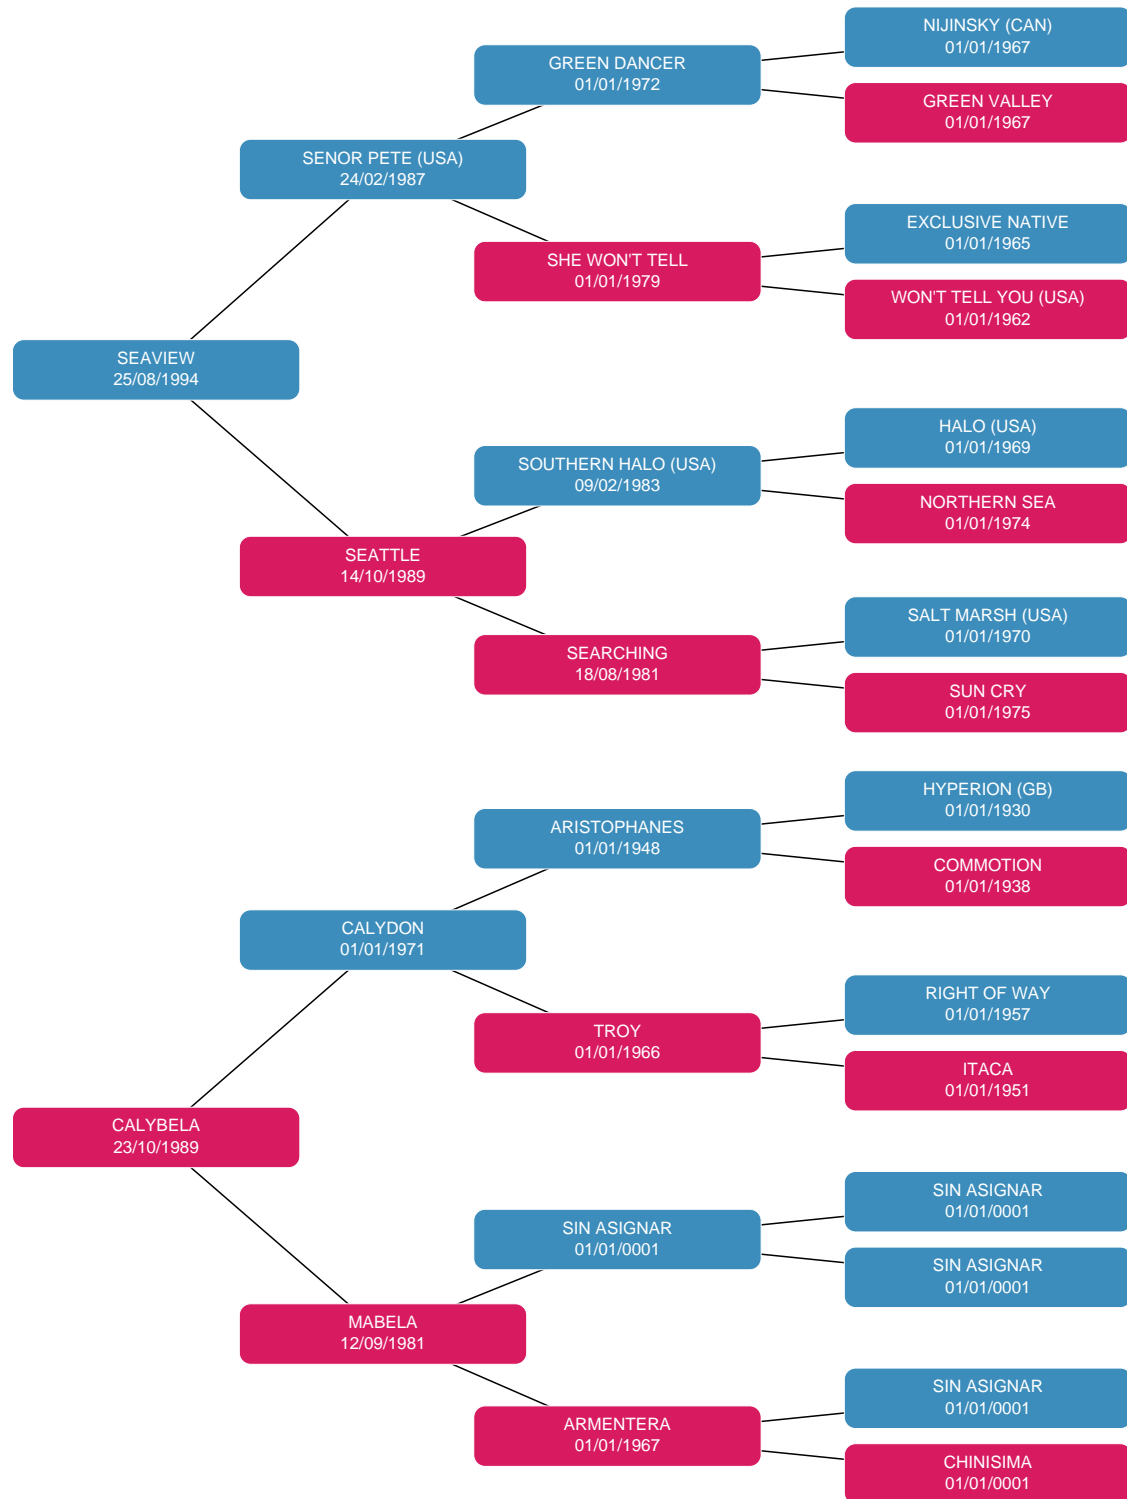 NIJINSKY (CAN)
01/01/1967
GREEN DANCER
01/01/1972
GREEN VALLEY
01/01/1967
SENOR PETE (USA)
24/02/1987
EXCLUSIVE NATIVE
01/01/1965
SHE WON'T TELL
01/01/1979
WON'T TELL YOU (USA)
01/01/1962
SEAVIEW
25/08/1994
HALO (USA)
01/01/1969
SOUTHERN HALO (USA)
09/02/1983
NORTHERN SEA
01/01/1974
SEATTLE
14/10/1989
SALT MARSH (USA)
01/01/1970
SEARCHING
18/08/1981
SUN CRY
01/01/1975
HYPERION (GB)
01/01/1930
ARISTOPHANES
01/01/1948
COMMOTION
01/01/1938
CALYDON
01/01/1971
RIGHT OF WAY
01/01/1957
TROY
01/01/1966
ITACA
01/01/1951
CALYBELA
23/10/1989
SIN ASIGNAR
01/01/0001
SIN ASIGNAR
01/01/0001
SIN ASIGNAR
01/01/0001
MABELA
12/09/1981
SIN ASIGNAR
01/01/0001
ARMENTERA
01/01/1967
CHINISIMA
01/01/0001